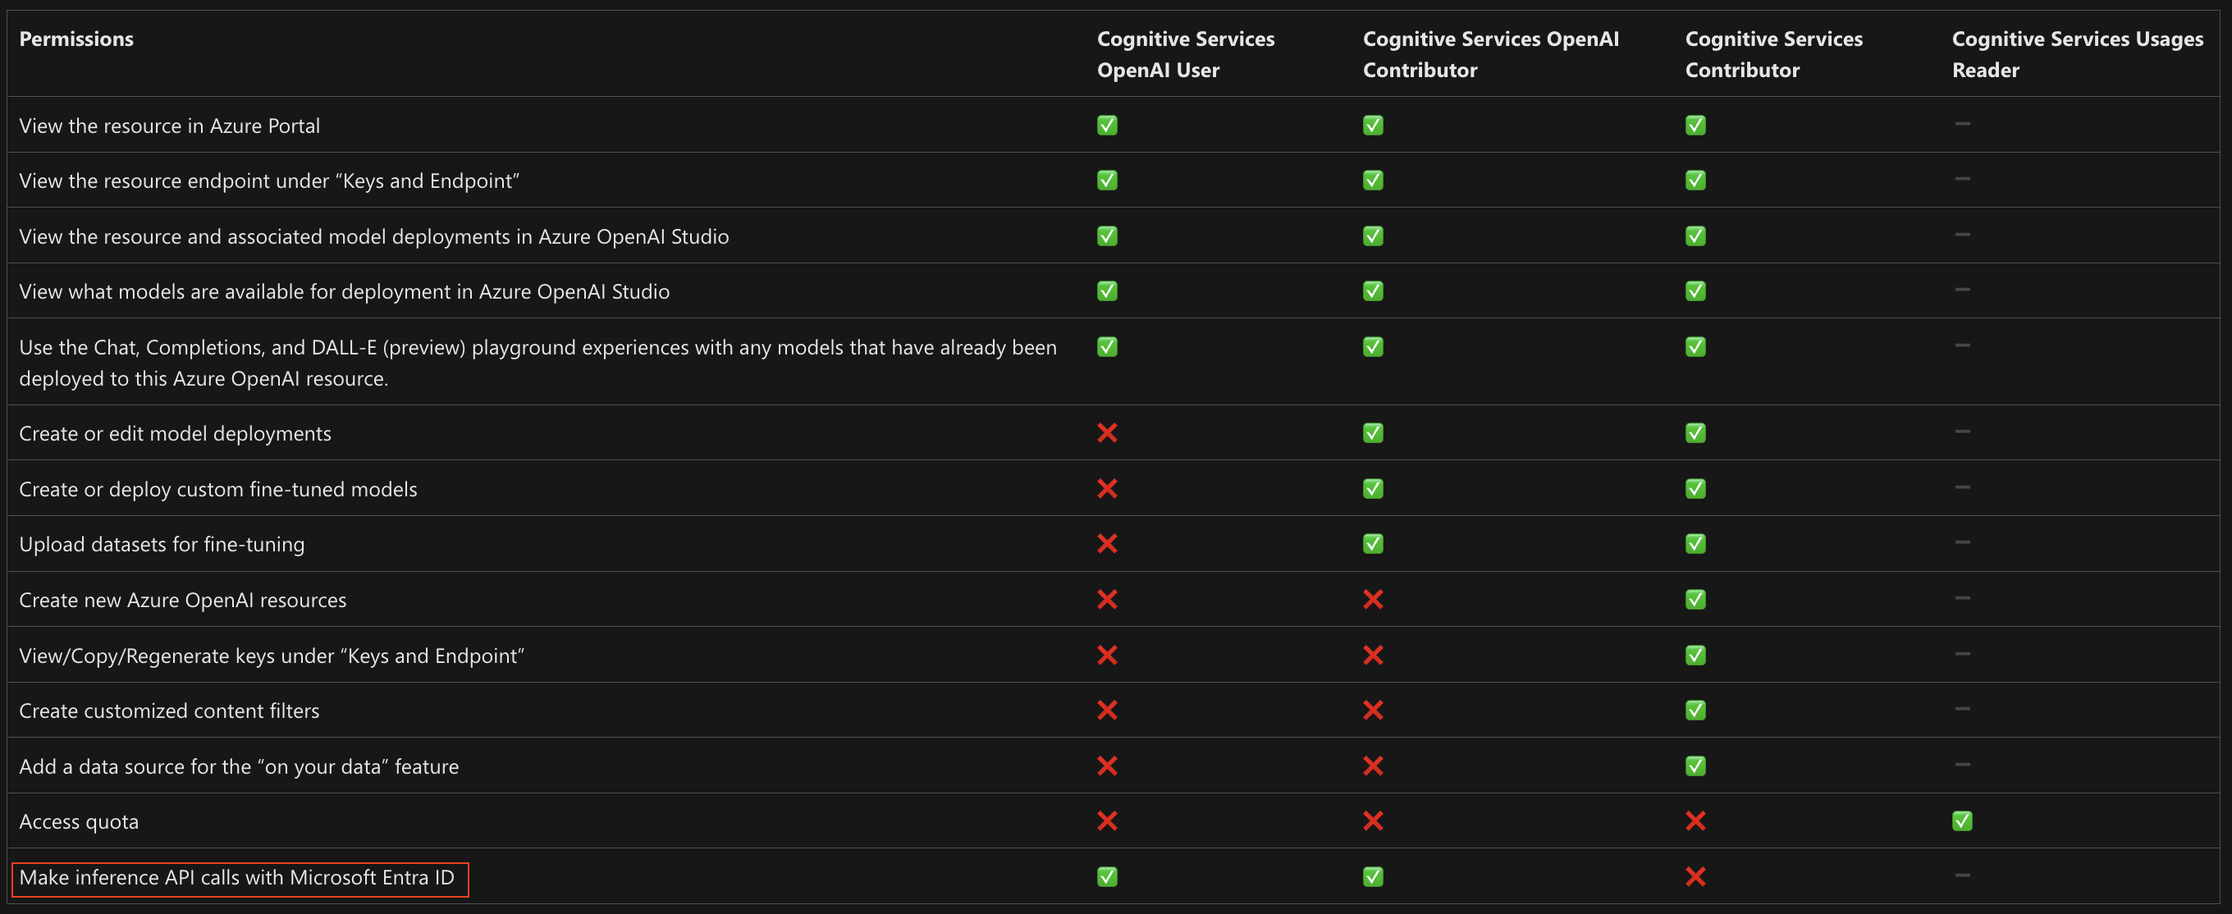 Permissions
Cognitive Services OpenAI User
Cognitive Services OpenAI Contributor
Cognitive Services Contributor
Cognitive Services Usages Reader
View the resource in Azure Portal ✅ ✅ ✅ —
View the resource endpoint under “Keys and Endpoint” ✅ ✅ ✅ —
View the resource and associated model deployments in Azure OpenAI Studio ✅ ✅ ✅ —
View what models are available for deployment in Azure OpenAI Studio ✅ ✅ ✅ —
Use the Chat, Completions, and DALL-E (preview) playground experiences with any models that have already been
deployed to this Azure OpenAI resource. ✅ ✅ ✅ —
Create or edit model deployments ❌ ✅ ✅ —
Create or deploy custom fine-tuned models ❌ ✅ ✅ —
Upload datasets for fine-tuning ❌ ✅ ✅ —
Create new Azure OpenAI resources ❌ ❌ ✅ —
View/Copy/Regenerate keys under “Keys and Endpoint” ❌ ❌ ✅ —
Create customized content filters ❌ ❌ ✅ —
Add a data source for the “on your data” feature ❌ ❌ ✅ —
Access quota ❌ ❌ ❌ ✅
Make inference API calls with Microsoft Entra ID ✅ ✅ ❌ —